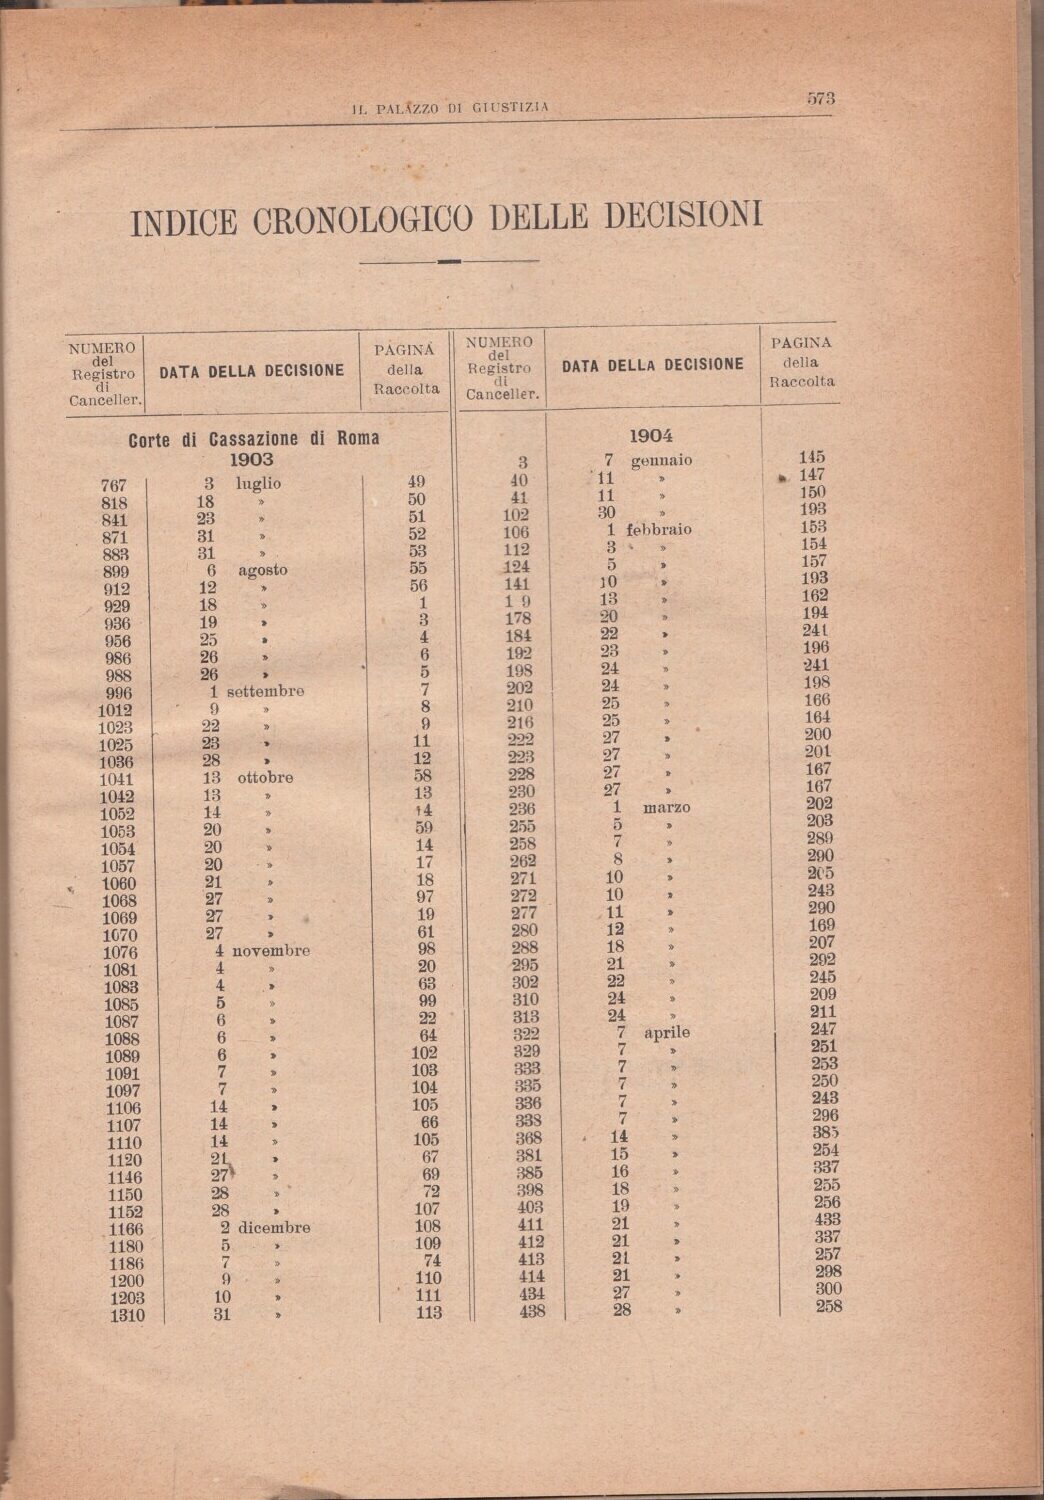 IL PALAZZO DI GIUSTIZIA 573
INDICE CRONOLOGICO DELLE DECISIONI
NUMERO del Registro di Canceller. DATA DELLA DECISIONE PAGINA della Raccolta
Corte di Cassazione di Roma
1903
767 3 luglio 49
818 18 » 50
841 23 » 51
871 31 » 52
883 31 » 53
899 6 agosto 55
912 12 » 56
929 18 » 1
936 19 » 3
956 25 » 4
986 26 » 6
988 26 » 5
996 1 settembre 7
1012 9 » 8
1023 22 » 9
1025 23 » 11
1036 28 » 12
1041 13 ottobre 58
1042 13 » 13
1052 14 » 14
1053 20 » 59
1054 20 » 14
1057 20 » 17
1060 21 » 18
1068 27 » 97
1069 27 » 19
1070 27 » 61
1076 4 novembre 98
1081 4 » 20
1083 4 » 63
1085 5 » 99
1087 6 » 22
1088 6 » 64
1089 6 » 102
1091 7 » 103
1097 7 » 104
1106 14 » 105
1107 14 » 66
1110 14 » 105
1120 21 » 67
1146 27 » 69
1150 28 » 72
1152 28 » 107
1166 2 dicembre 108
1180 5 » 109
1186 7 » 74
1200 9 » 110
1203 10 » 111
1310 31 » 113
NUMERO del Registro di Canceller. DATA DELLA DECISIONE PAGINA della Raccolta
1904
3 7 gennaio 145
40 11 » 147
41 11 » 150
102 30 » 193
106 1 febbraio 153
112 3 » 154
124 5 » 157
141 10 » 193
1 9 13 » 162
178 20 » 194
184 22 » 241
192 23 » 196
198 24 » 241
202 24 » 198
210 25 » 166
216 25 » 164
222 27 » 200
223 27 » 201
228 27 » 167
230 27 » 167
236 1 marzo 202
255 5 » 203
258 7 » 289
262 8 » 290
271 10 » 205
272 10 » 243
277 11 » 290
280 12 » 169
288 18 » 207
295 21 » 292
302 22 » 245
310 24 » 209
313 24 » 211
322 7 aprile 247
329 7 » 251
333 7 » 253
335 7 » 250
336 7 » 243
338 7 » 296
368 14 » 385
381 15 » 254
385 16 » 337
398 18 » 255
403 19 » 256
411 21 » 433
412 21 » 337
413 21 » 257
414 21 » 298
434 27 » 300
438 28 » 258